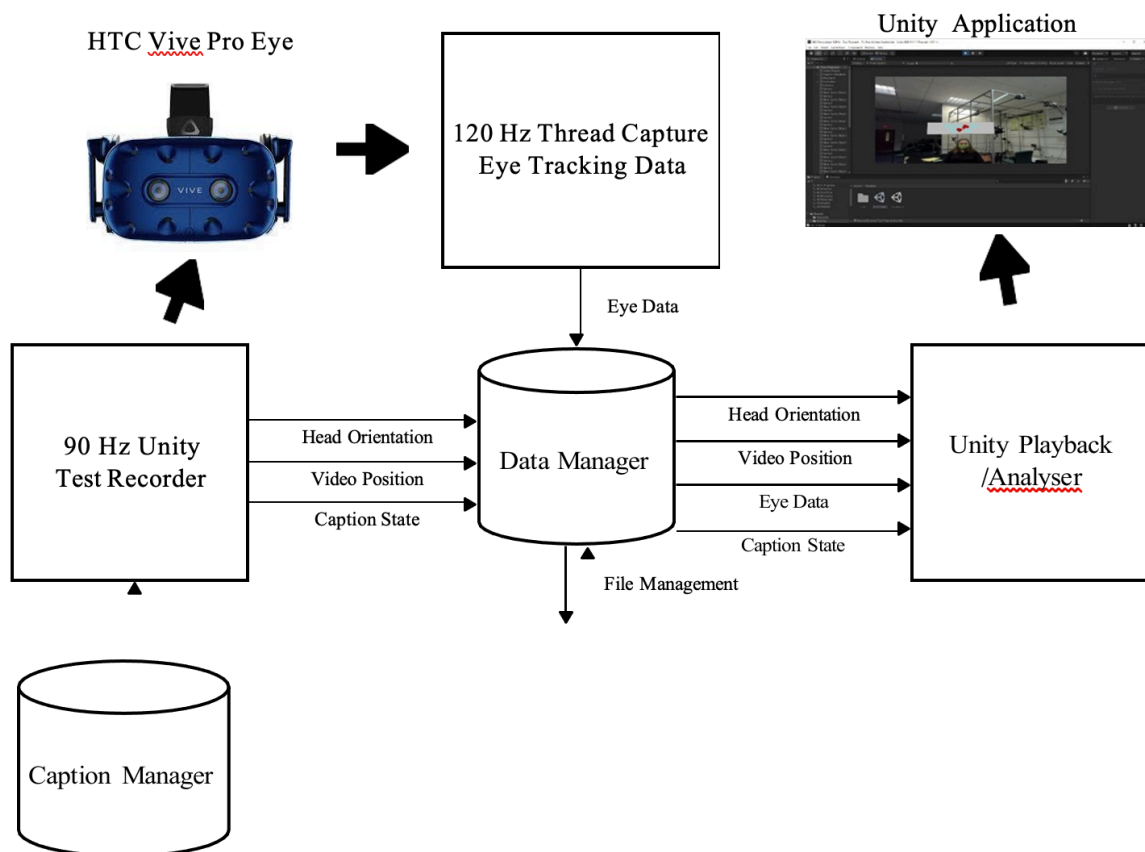 HTC Vive Pro Eye
VIVE
120 Hz Thread Capture
Eye Tracking Data
Unity Application
Eye Data
90 Hz Unity
Test Recorder
Head Orientation
Video Position
Caption State
Data Manager
Head Orientation
Video Position
Eye Data
Caption State
Unity Playback
/Analyser
File Management
Caption Manager